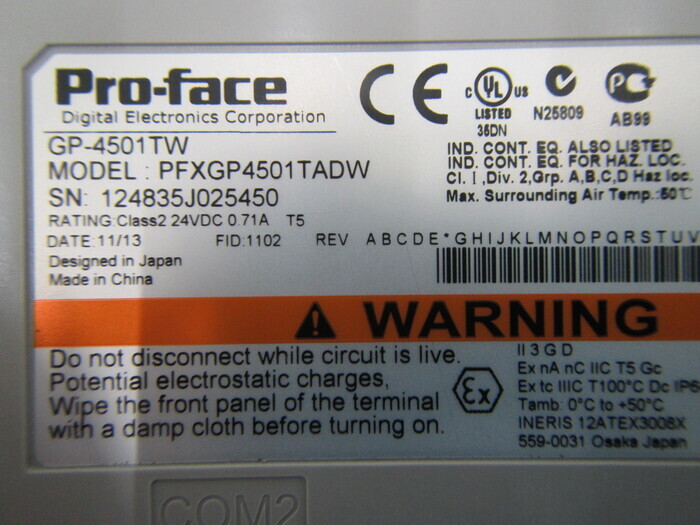 Pro-face
Digital Electronics Corporation
CE
C UL US
LISTED
36DN
N25809
PC
AB99
GP-4501TW
MODEL : PFXGP4501TADW
SN: 124835J025450
RATING:Class2 24VDC 0.71A T5
DATE:11/13 FID:1102 REV A B C D E * G H I J K L M N O P Q R S T U V
Designed in Japan
Made in China
IND. CONT. EQ. ALSO LISTED
IND. CONT. EQ. FOR HAZ. LOC.
Cl. I ,Div. 2,Grp. A,B,C,D Haz loc.
Max. Surrounding Air Temp.:50℃
WARNING
Do not disconnect while circuit is live.
Potential electrostatic charges,
Wipe the front panel of the terminal
with a damp cloth before turning on.
Ex
II 3 G D
Ex nA nC IIC T5 Gc
Ex tc IIIC T100°C Dc IP6
Tamb: 0°C to +50°C
INERIS 12ATEX3008X
559-0031 Osaka Japan
COM2